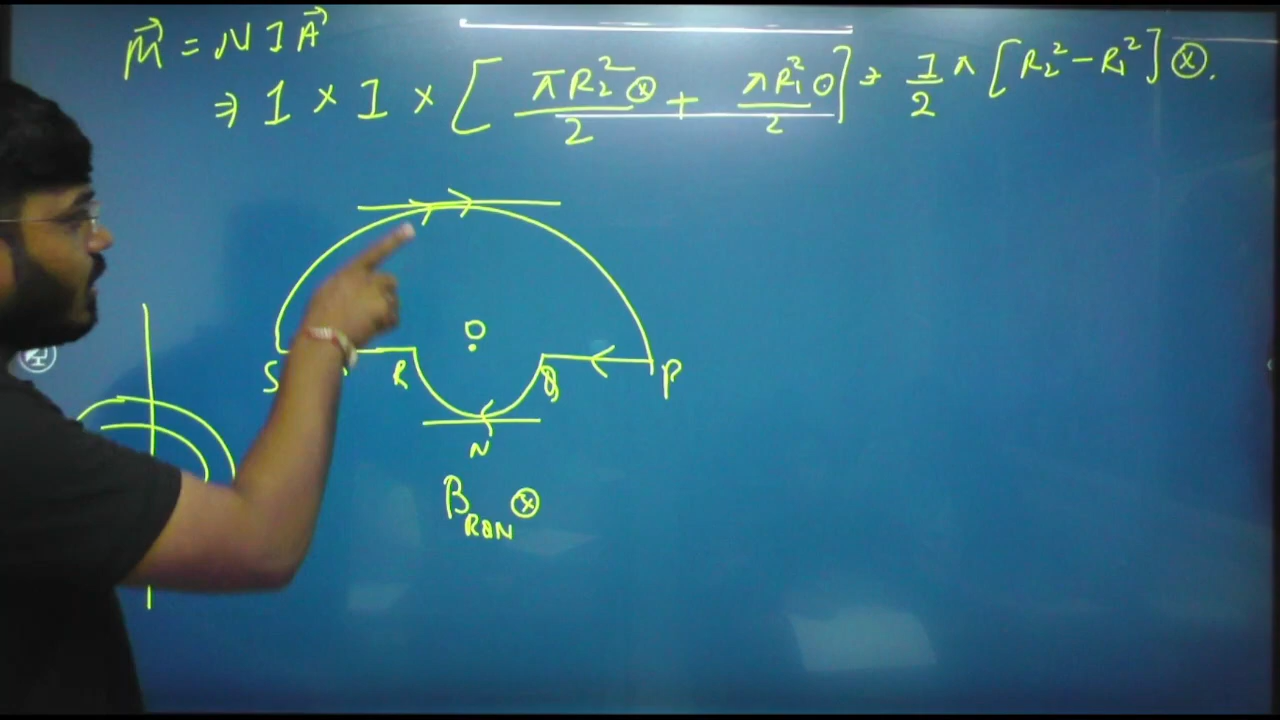 M⃗ = N I A⃗
⇒ 1 × I × [ πR₂²/2 ⊗ + πR₁²/2 ⊙ ] ⇒ I/2 π [R₂² − R₁²] ⊗.
O
S R Q P
N
B_RQN ⊗